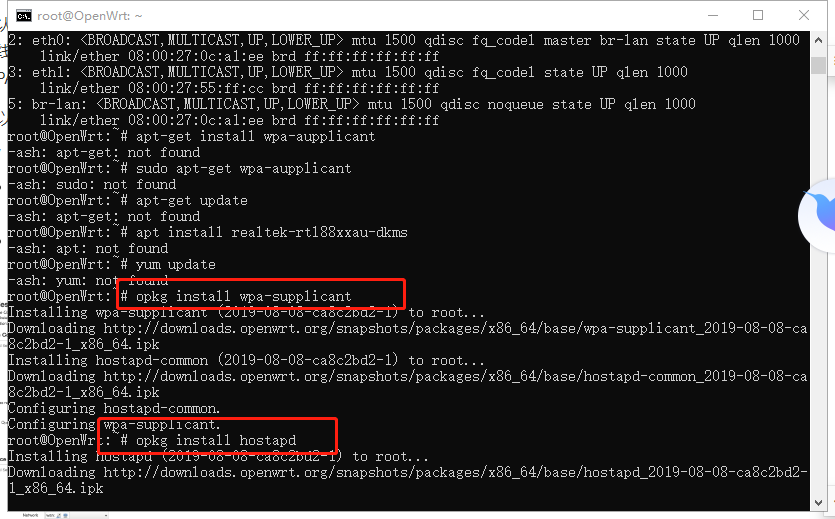 root@OpenWrt: ~
2: eth0: <BROADCAST,MULTICAST,UP,LOWER_UP> mtu 1500 qdisc fq_codel master br-lan state UP qlen 1000
link/ether 08:00:27:0c:a1:ee brd ff:ff:ff:ff:ff:ff
3: eth1: <BROADCAST,MULTICAST,UP,LOWER_UP> mtu 1500 qdisc fq_codel state UP qlen 1000
link/ether 08:00:27:55:ff:cc brd ff:ff:ff:ff:ff:ff
5: br-lan: <BROADCAST,MULTICAST,UP,LOWER_UP> mtu 1500 qdisc noqueue state UP qlen 1000
link/ether 08:00:27:0c:a1:ee brd ff:ff:ff:ff:ff:ff
root@OpenWrt:~# apt-get install wpa-aupplicant
-ash: apt-get: not found
root@OpenWrt:~# sudo apt-get wpa-aupplicant
-ash: sudo: not found
root@OpenWrt:~# apt-get update
-ash: apt-get: not found
root@OpenWrt:~# apt install realtek-rtl88xxau-dkms
-ash: apt: not found
root@OpenWrt:~# yum update
-ash: yum: not found
root@OpenWrt:~# opkg install wpa-supplicant
Installing wpa-supplicant (2019-08-08-ca8c2bd2-1) to root...
Downloading http://downloads.openwrt.org/snapshots/packages/x86_64/base/wpa-supplicant_2019-08-08-ca
8c2bd2-1_x86_64.ipk
Installing hostapd-common (2019-08-08-ca8c2bd2-1) to root...
Downloading http://downloads.openwrt.org/snapshots/packages/x86_64/base/hostapd-common_2019-08-08-ca
8c2bd2-1_x86_64.ipk
Configuring hostapd-common.
Configuring wpa-supplicant.
root@OpenWrt:~# opkg install hostapd
Installing hostapd (2019-08-08-ca8c2bd2-1) to root...
Downloading http://downloads.openwrt.org/snapshots/packages/x86_64/base/hostapd_2019-08-08-ca8c2bd2-
1_x86_64.ipk
Network